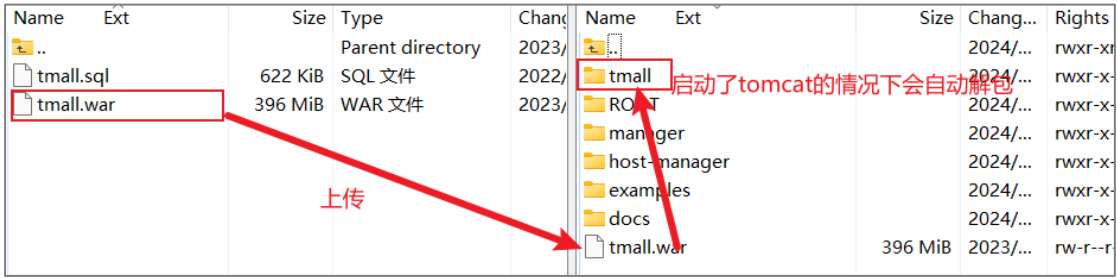 Name Ext Size Type Chang
.. Parent directory 2023/
tmall.sql 622 KiB SQL 文件 2022/
tmall.war 396 MiB WAR 文件 2023/
上传
Name Ext Size Chang... Rights
.. 2024/... rwxr-xr
tmall 2024/... rwxr-x-
启动了tomcat的情况下会自动解包
ROOT 2024/... rwxr-x-
manager 2024/... rwxr-x-
host-manager 2024/... rwxr-x-
examples 2024/... rwxr-x-
docs 2024/... rwxr-x-
tmall.war 396 MiB 2023/... rw-r--r-